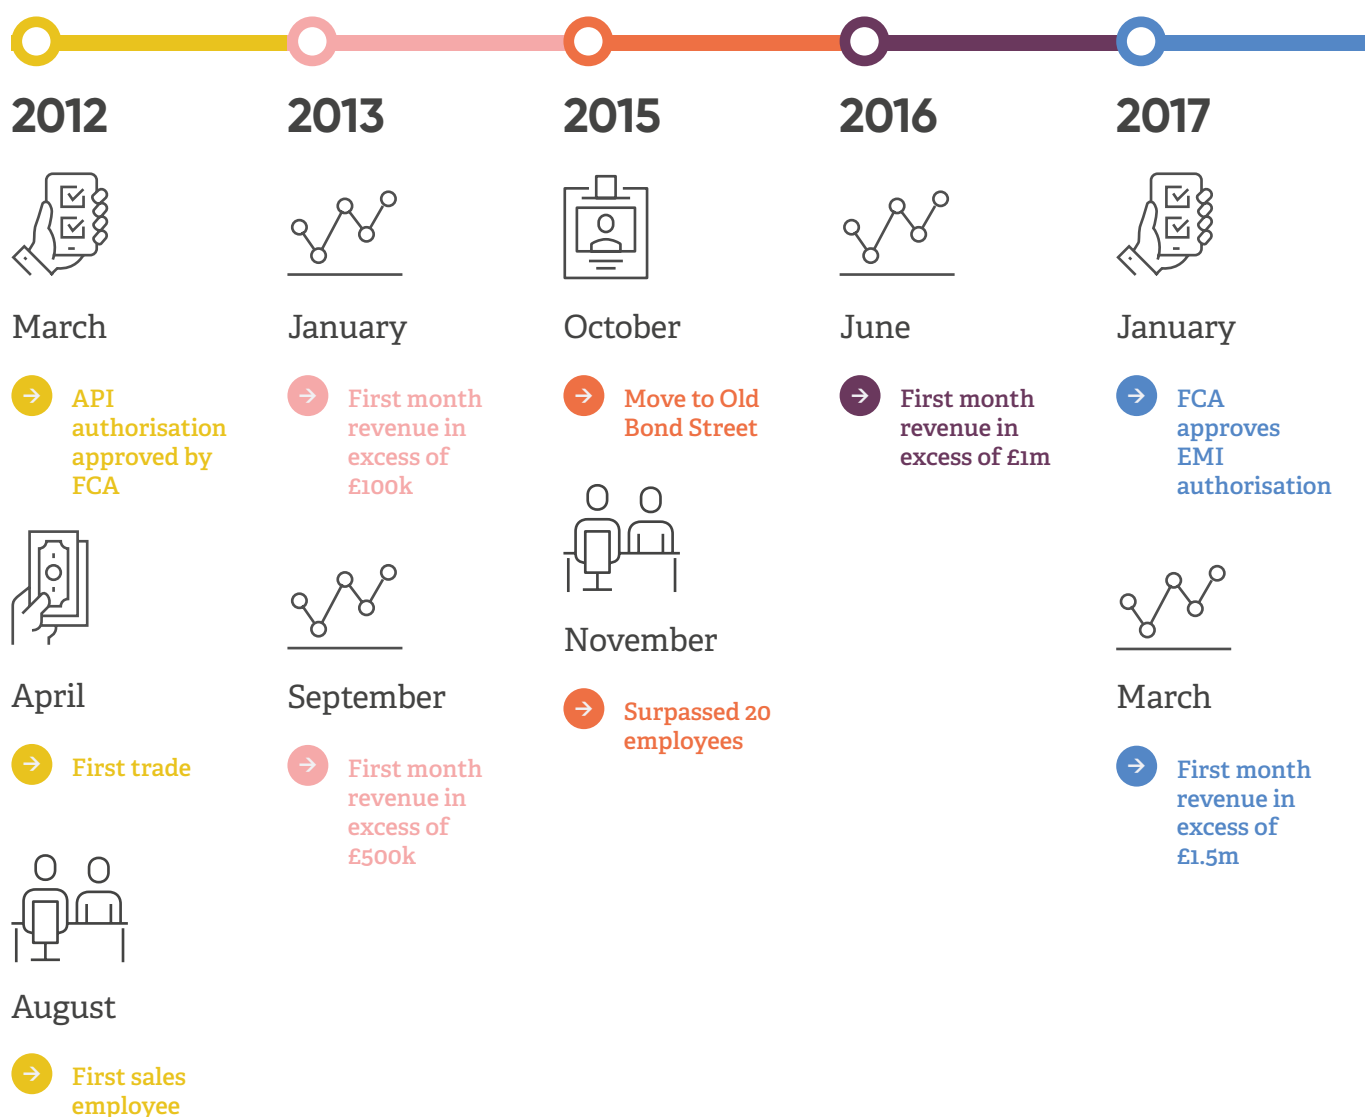 2012
March
API
authorisation
approved by
FCA
April
First trade
August
First sales
employee
2013
January
First month
revenue in
excess of
£100k
September
First month
revenue in
excess of
£500k
2015
October
Move to Old
Bond Street
November
Surpassed 20
employees
2016
June
First month
revenue in
excess of £1m
2017
January
FCA
approves
EMI
authorisation
March
First month
revenue in
excess of
£1.5m